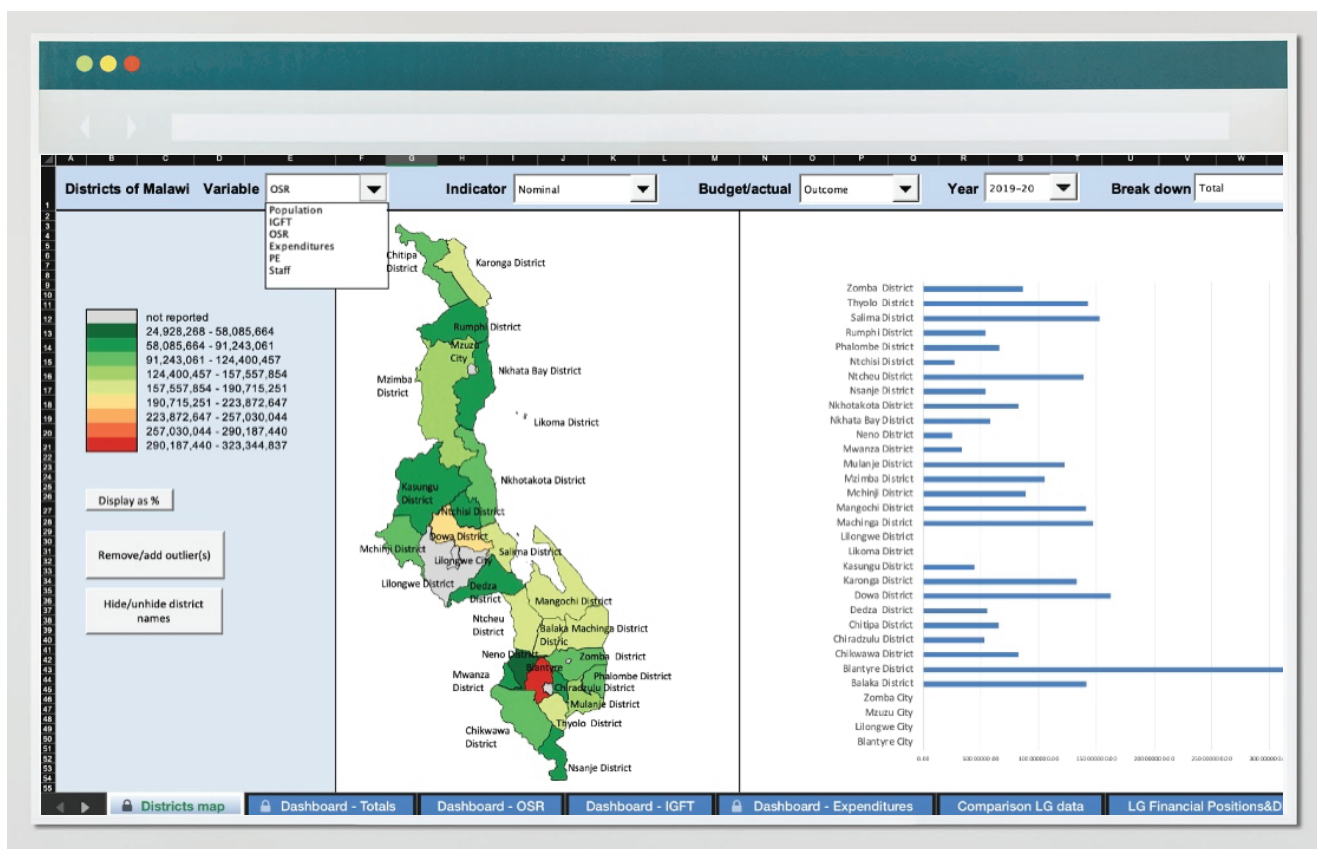 A B C D E F G H I J K L M N O P Q R S T U V W
Districts of Malawi Variable OSR Indicator Nominal Budget/actual Outcome Year 2019-20 Break down Total
Population
IGFT
OSR
Expenditures
PE
Staff
not reported
24,928,268 - 58,085,664
58,085,664 - 91,243,061
91,243,061 - 124,400,457
124,400,457 - 157,557,854
157,557,854 - 190,715,251
190,715,251 - 223,872,647
223,872,647 - 257,030,044
257,030,044 - 290,187,440
290,187,440 - 323,344,837
Display as %
Remove/add outlier(s)
Hide/unhide district
names
Chitipa
District
Karonga District
Rumphi District
Mzuzu
City
Nkhata Bay District
Mzimba
District
Likoma District
Nkhotakota District
Kasungu
District
Ntchisi District
Dowa District
Mchinji District
Salima District
Lilongwe City
Lilongwe District
Dedza
District
Mangochi District
Ntcheu
District
Balaka
Distric
Machinga District
Neno District
Zomba District
Blantyre
Mwanza
District
Phalombe District
Chiradzulu District
Mulanje District
Thyolo District
Chikwawa
District
Nsanje District
Zomba District
Thyolo District
Salima District
Rumphi District
Phalombe District
Ntchisi District
Ntcheu District
Nsanje District
Nkhotakota District
Nkhata Bay District
Neno District
Mwanza District
Mulanje District
Mzimba District
Mchinji District
Mangochi District
Machinga District
Lilongwe District
Likoma District
Kasungu District
Karonga District
Dowa District
Dedza District
Chitipa District
Chiradzulu District
Chikwawa District
Blantyre District
Balaka District
Zomba City
Mzuzu City
Lilongwe City
Blantyre City
Districts map Dashboard - Totals Dashboard - OSR Dashboard - IGFT Dashboard - Expenditures Comparison LG data LG Financial Positions&D